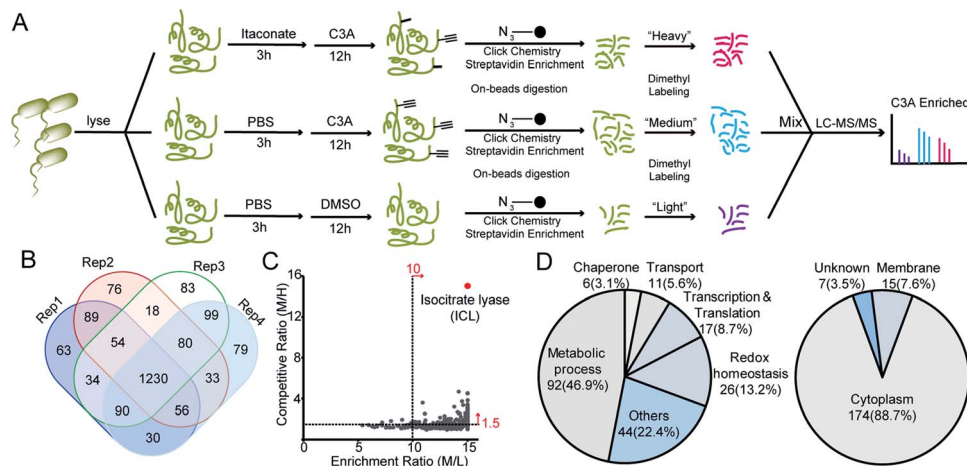 A
lyse
Itaconate
3h
C3A
12h
N3
Click Chemistry
Streptavidin Enrichment
On-beads digestion
"Heavy"
Dimethyl
Labeling
PBS
3h
C3A
12h
N3
Click Chemistry
Streptavidin Enrichment
On-beads digestion
"Medium"
Dimethyl
Labeling
PBS
3h
DMSO
12h
N3
Click Chemistry
Streptavidin Enrichment
"Light"
Mix
LC-MS/MS
C3A Enriched
B
Rep1
Rep2
Rep3
Rep4
76
83
89
18
99
63
54
80
79
34
1230
33
90
56
30
C
Competitive Ratio (M/H)
16
12
8
4
0
0
5
10
15
Enrichment Ratio (M/L)
10
Isocitrate lyase
(ICL)
1.5
D
Chaperone
6(3.1%)
Transport
11(5.6%)
Transcription &
Translation
17(8.7%)
Redox
homeostasis
26(13.2%)
Others
44(22.4%)
Metabolic
process
92(46.9%)
Unknown
7(3.5%)
Membrane
15(7.6%)
Cytoplasm
174(88.7%)